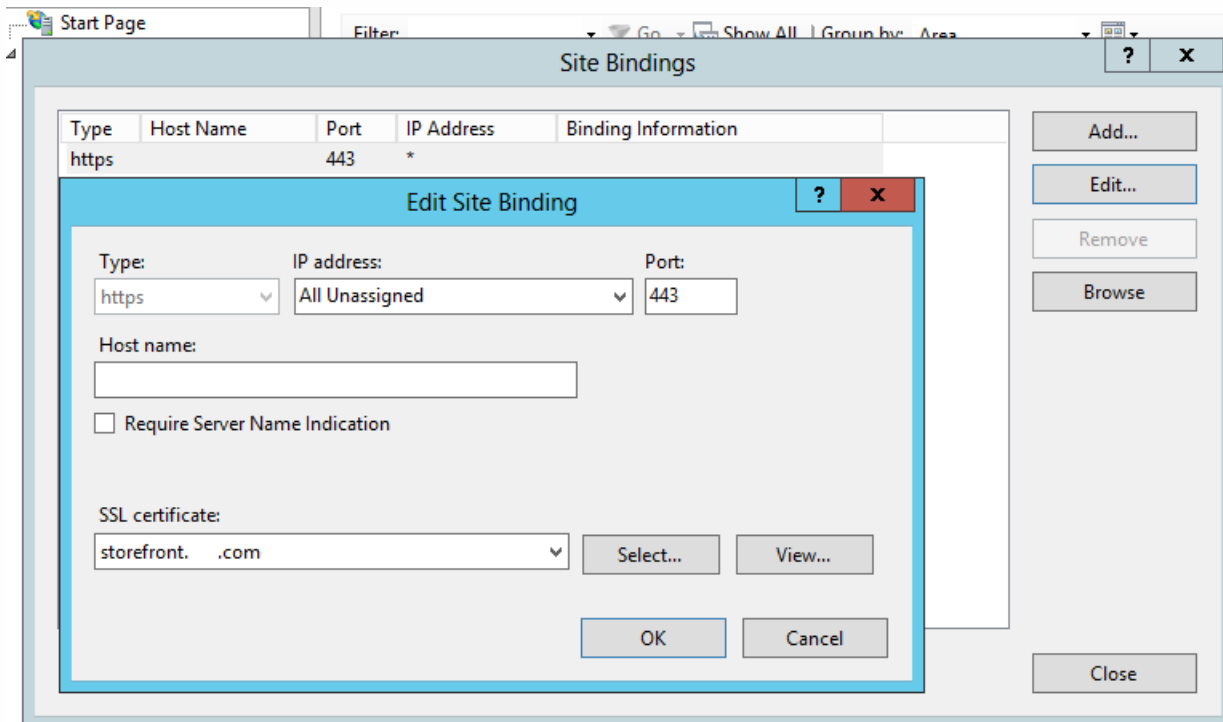 Start Page
Filter: Go Show All Group by: Area
Site Bindings ? x
Type Host Name Port IP Address Binding Information
https 443 *
Add...
Edit...
Remove
Browse
Edit Site Binding ? x
Type: IP address: Port:
https All Unassigned 443
Host name:
Require Server Name Indication
SSL certificate:
storefront. .com Select... View...
OK Cancel
Close